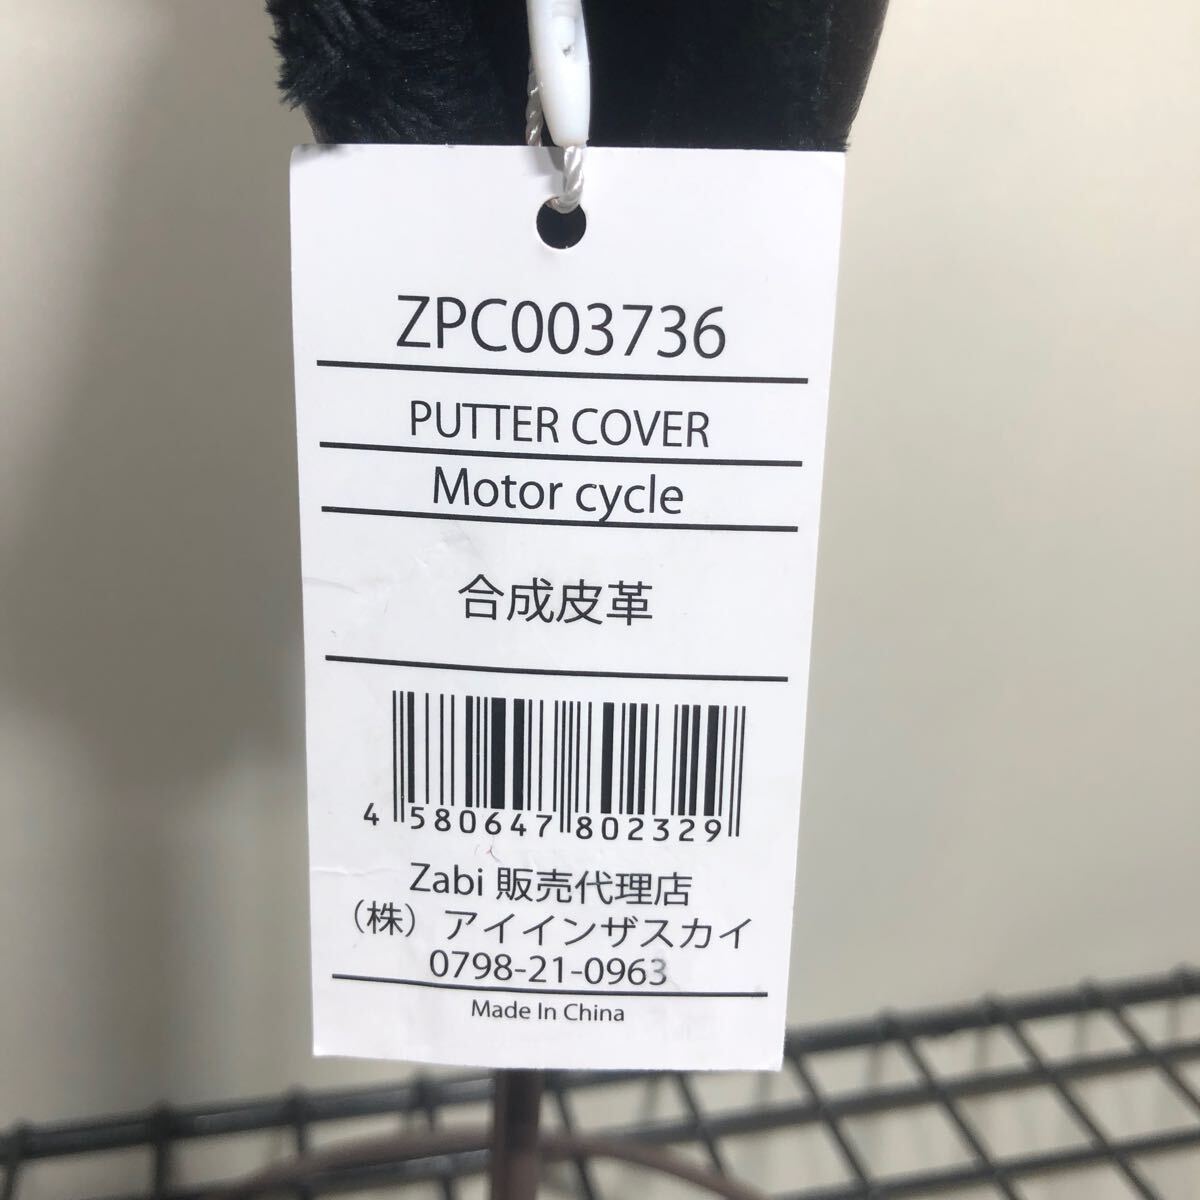 ZPC003736
PUTTER COVER
Motor cycle
合成皮革
4 580647 802329
Zabi 販売代理店
（株） アイインザスカイ
0798-21-0963
Made In China